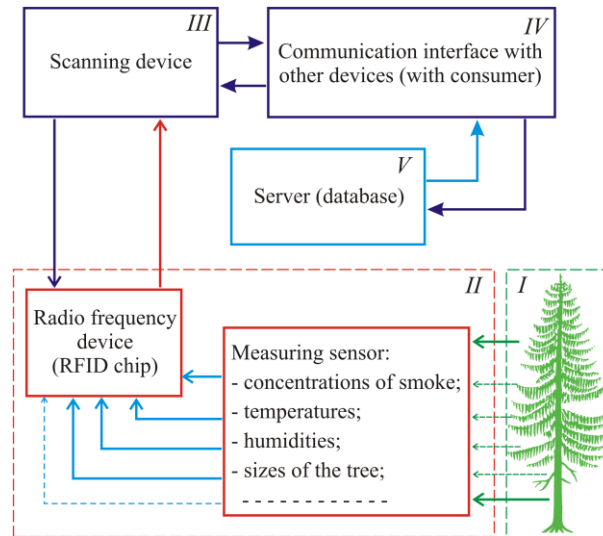 III
Scanning device
IV
Communication interface with
other devices (with consumer)
V
Server (database)
II
I
Radio frequency
device
(RFID chip)
Measuring sensor:
- concentrations of smoke;
- temperatures;
- humidities;
- sizes of the tree;
- - - - - - - - - - - -